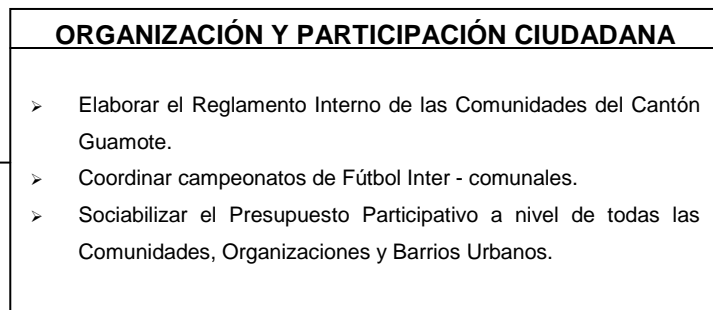 ORGANIZACIÓN Y PARTICIPACIÓN CIUDADANA
➢ Elaborar el Reglamento Interno de las Comunidades del Cantón
Guamote.
➢ Coordinar campeonatos de Fútbol Inter - comunales.
➢ Sociabilizar el Presupuesto Participativo a nivel de todas las
Comunidades, Organizaciones y Barrios Urbanos.